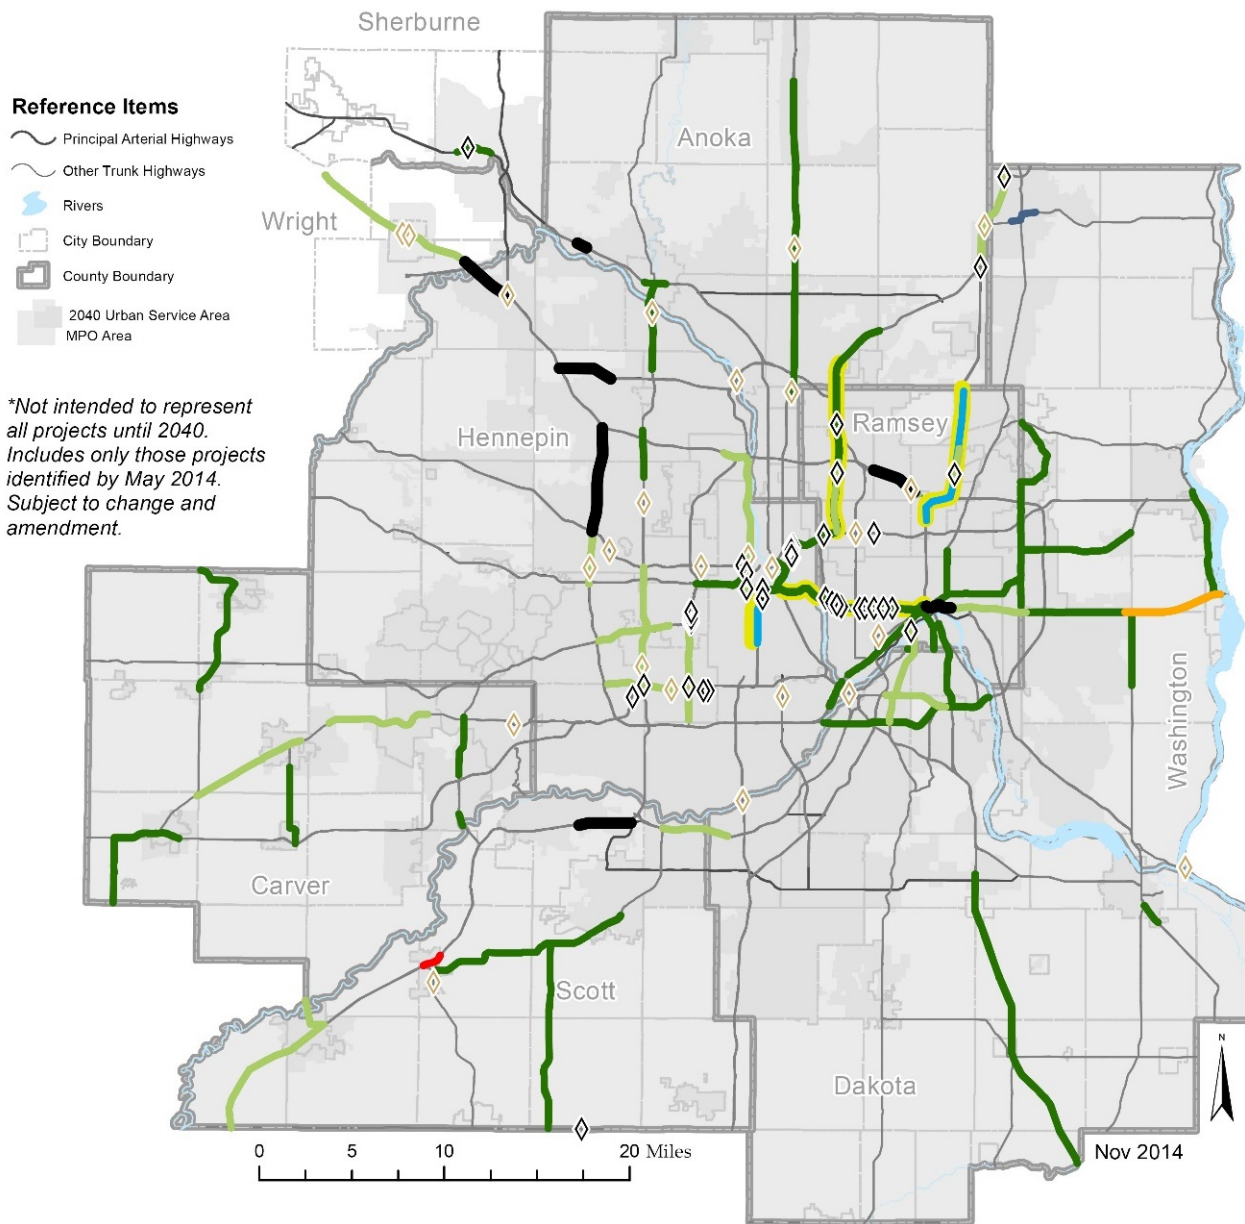 Sherburne
Reference Items
Principal Arterial Highways
Other Trunk Highways
Rivers
City Boundary
County Boundary
2040 Urban Service Area
MPO Area
Anoka
Wright
*Not intended to represent
all projects until 2040.
Includes only those projects
identified by May 2014.
Subject to change and
amendment.
Hennepin
Ramsey
Washington
Carver
Scott
Dakota
N
Nov 2014
0 5 10 20 Miles